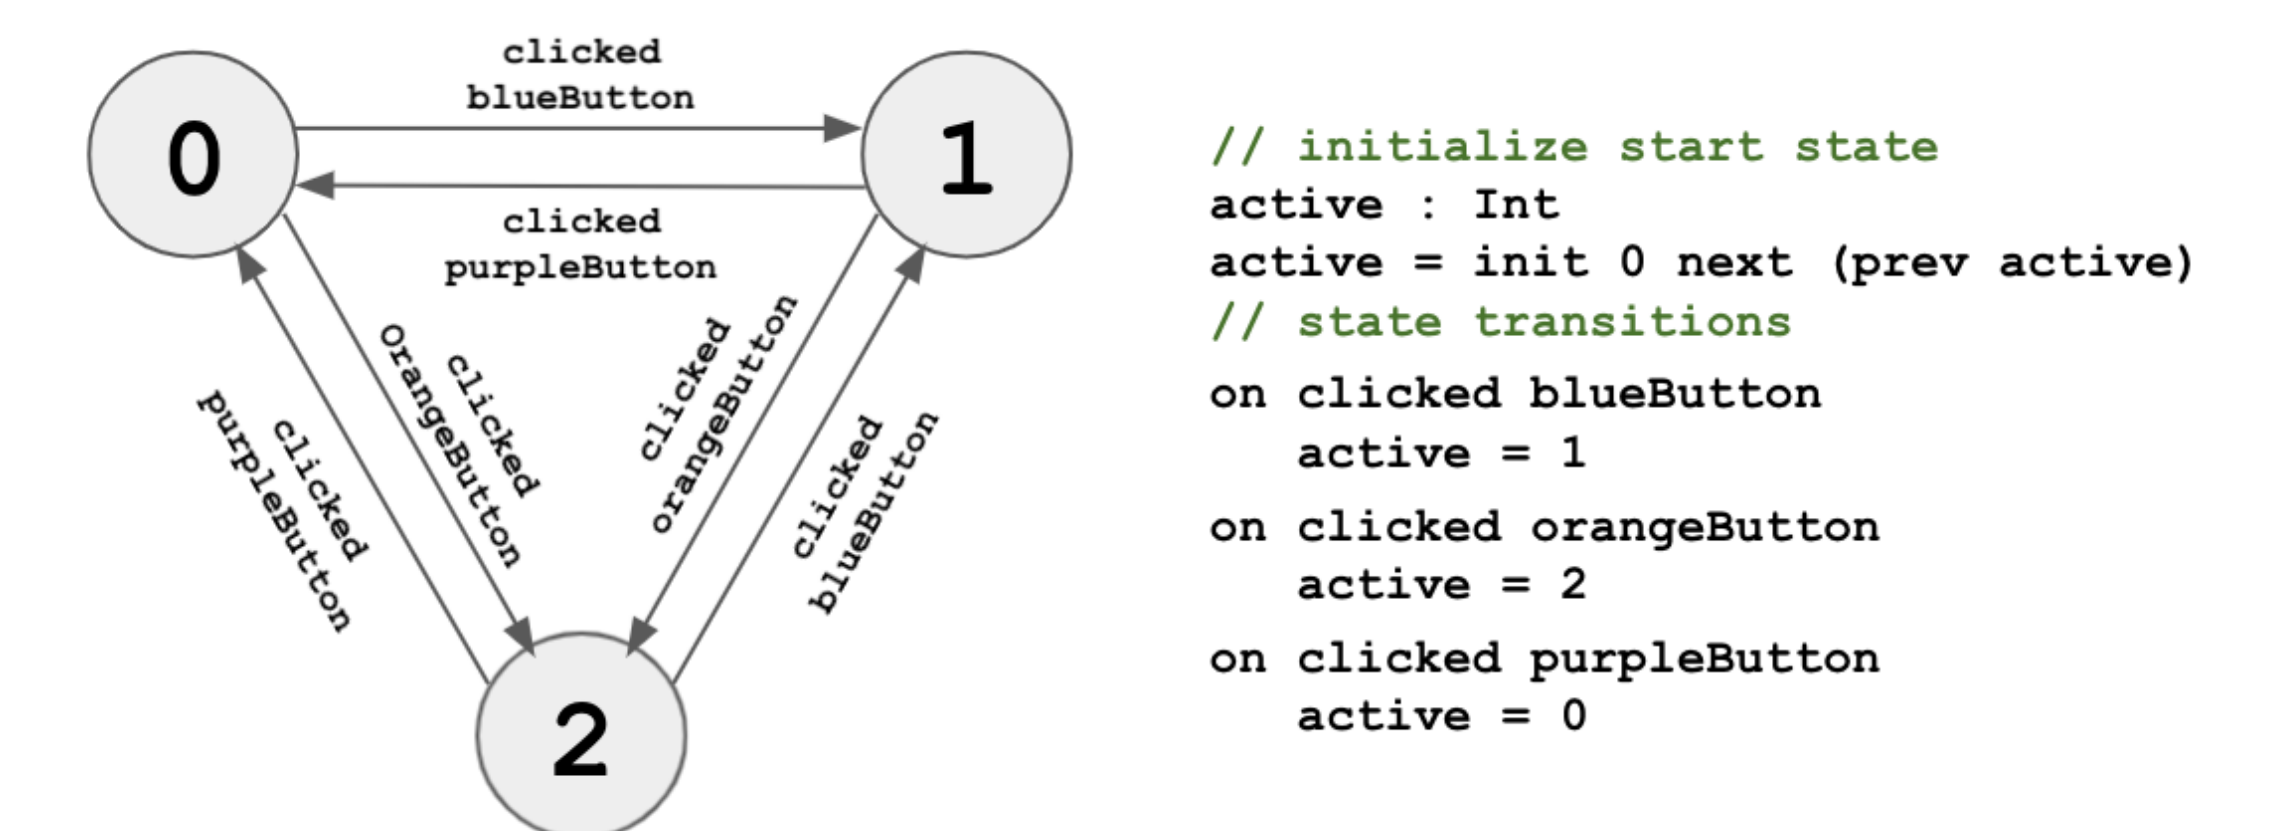 clicked
blueButton
0
1
clicked
purpleButton
clicked
OrangeButton
clicked
orangeButton
clicked
purpleButton
clicked
blueButton
2
// initialize start state
active : Int
active = init 0 next (prev active)
// state transitions
on clicked blueButton
active = 1
on clicked orangeButton
active = 2
on clicked purpleButton
active = 0